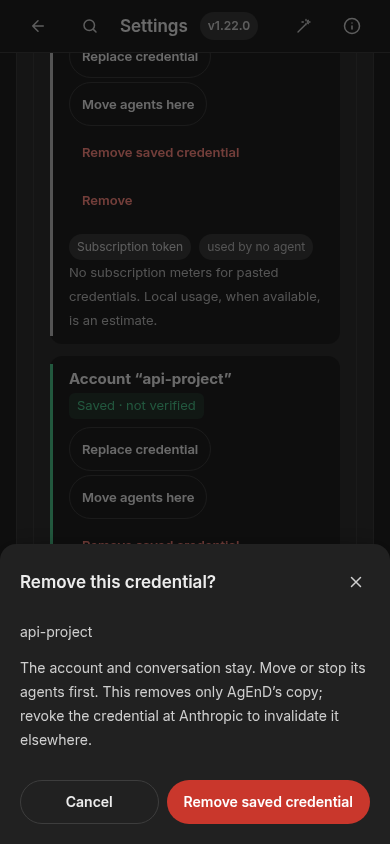 Settings v1.22.0
Replace credential
Move agents here
Remove saved credential
Remove
Subscription token used by no agent
No subscription meters for pasted
credentials. Local usage, when available,
is an estimate.
Account “api-project”
Saved · not verified
Replace credential
Move agents here
Remove saved credential
Remove this credential?
api-project
The account and conversation stay. Move or stop its
agents first. This removes only AgEnD’s copy;
revoke the credential at Anthropic to invalidate it
elsewhere.
Cancel Remove saved credential